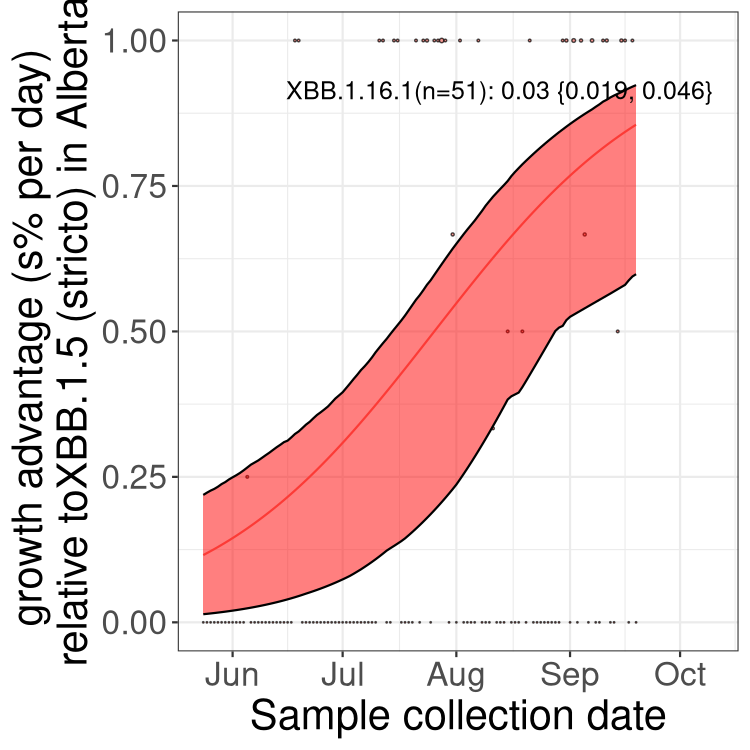 growth advantage (s% per day)
relative toXBB.1.5 (stricto) in Alberta
1.00
0.75
0.50
0.25
0.00
XBB.1.16.1(n=51): 0.03 {0.019, 0.046}
Jun Jul Aug Sep Oct
Sample collection date